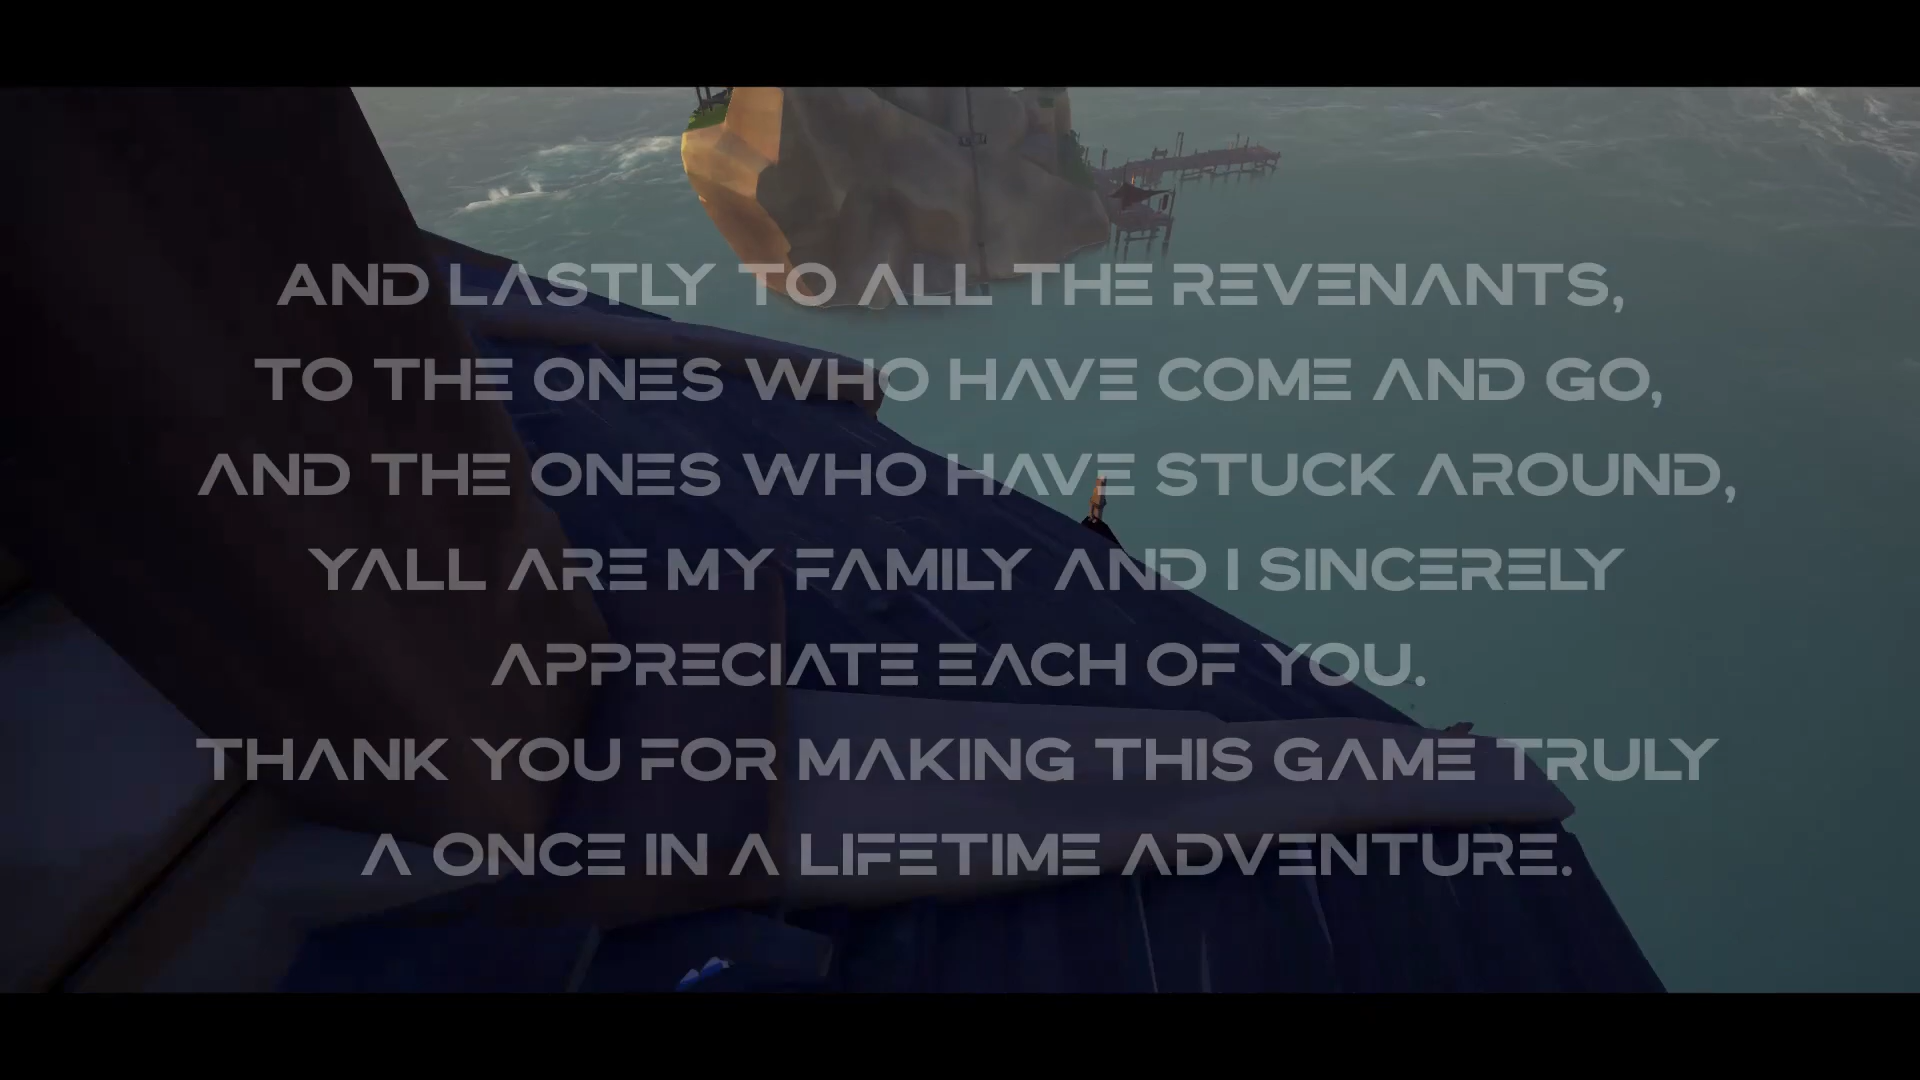 AND LASTLY TO ALL THE REVENANTS,
TO THE ONES WHO HAVE COME AND GO,
AND THE ONES WHO HAVE STUCK AROUND,
YALL ARE MY FAMILY AND I SINCERELY
APPRECIATE EACH OF YOU.
THANK YOU FOR MAKING THIS GAME TRULY
A ONCE IN A LIFETIME ADVENTURE.